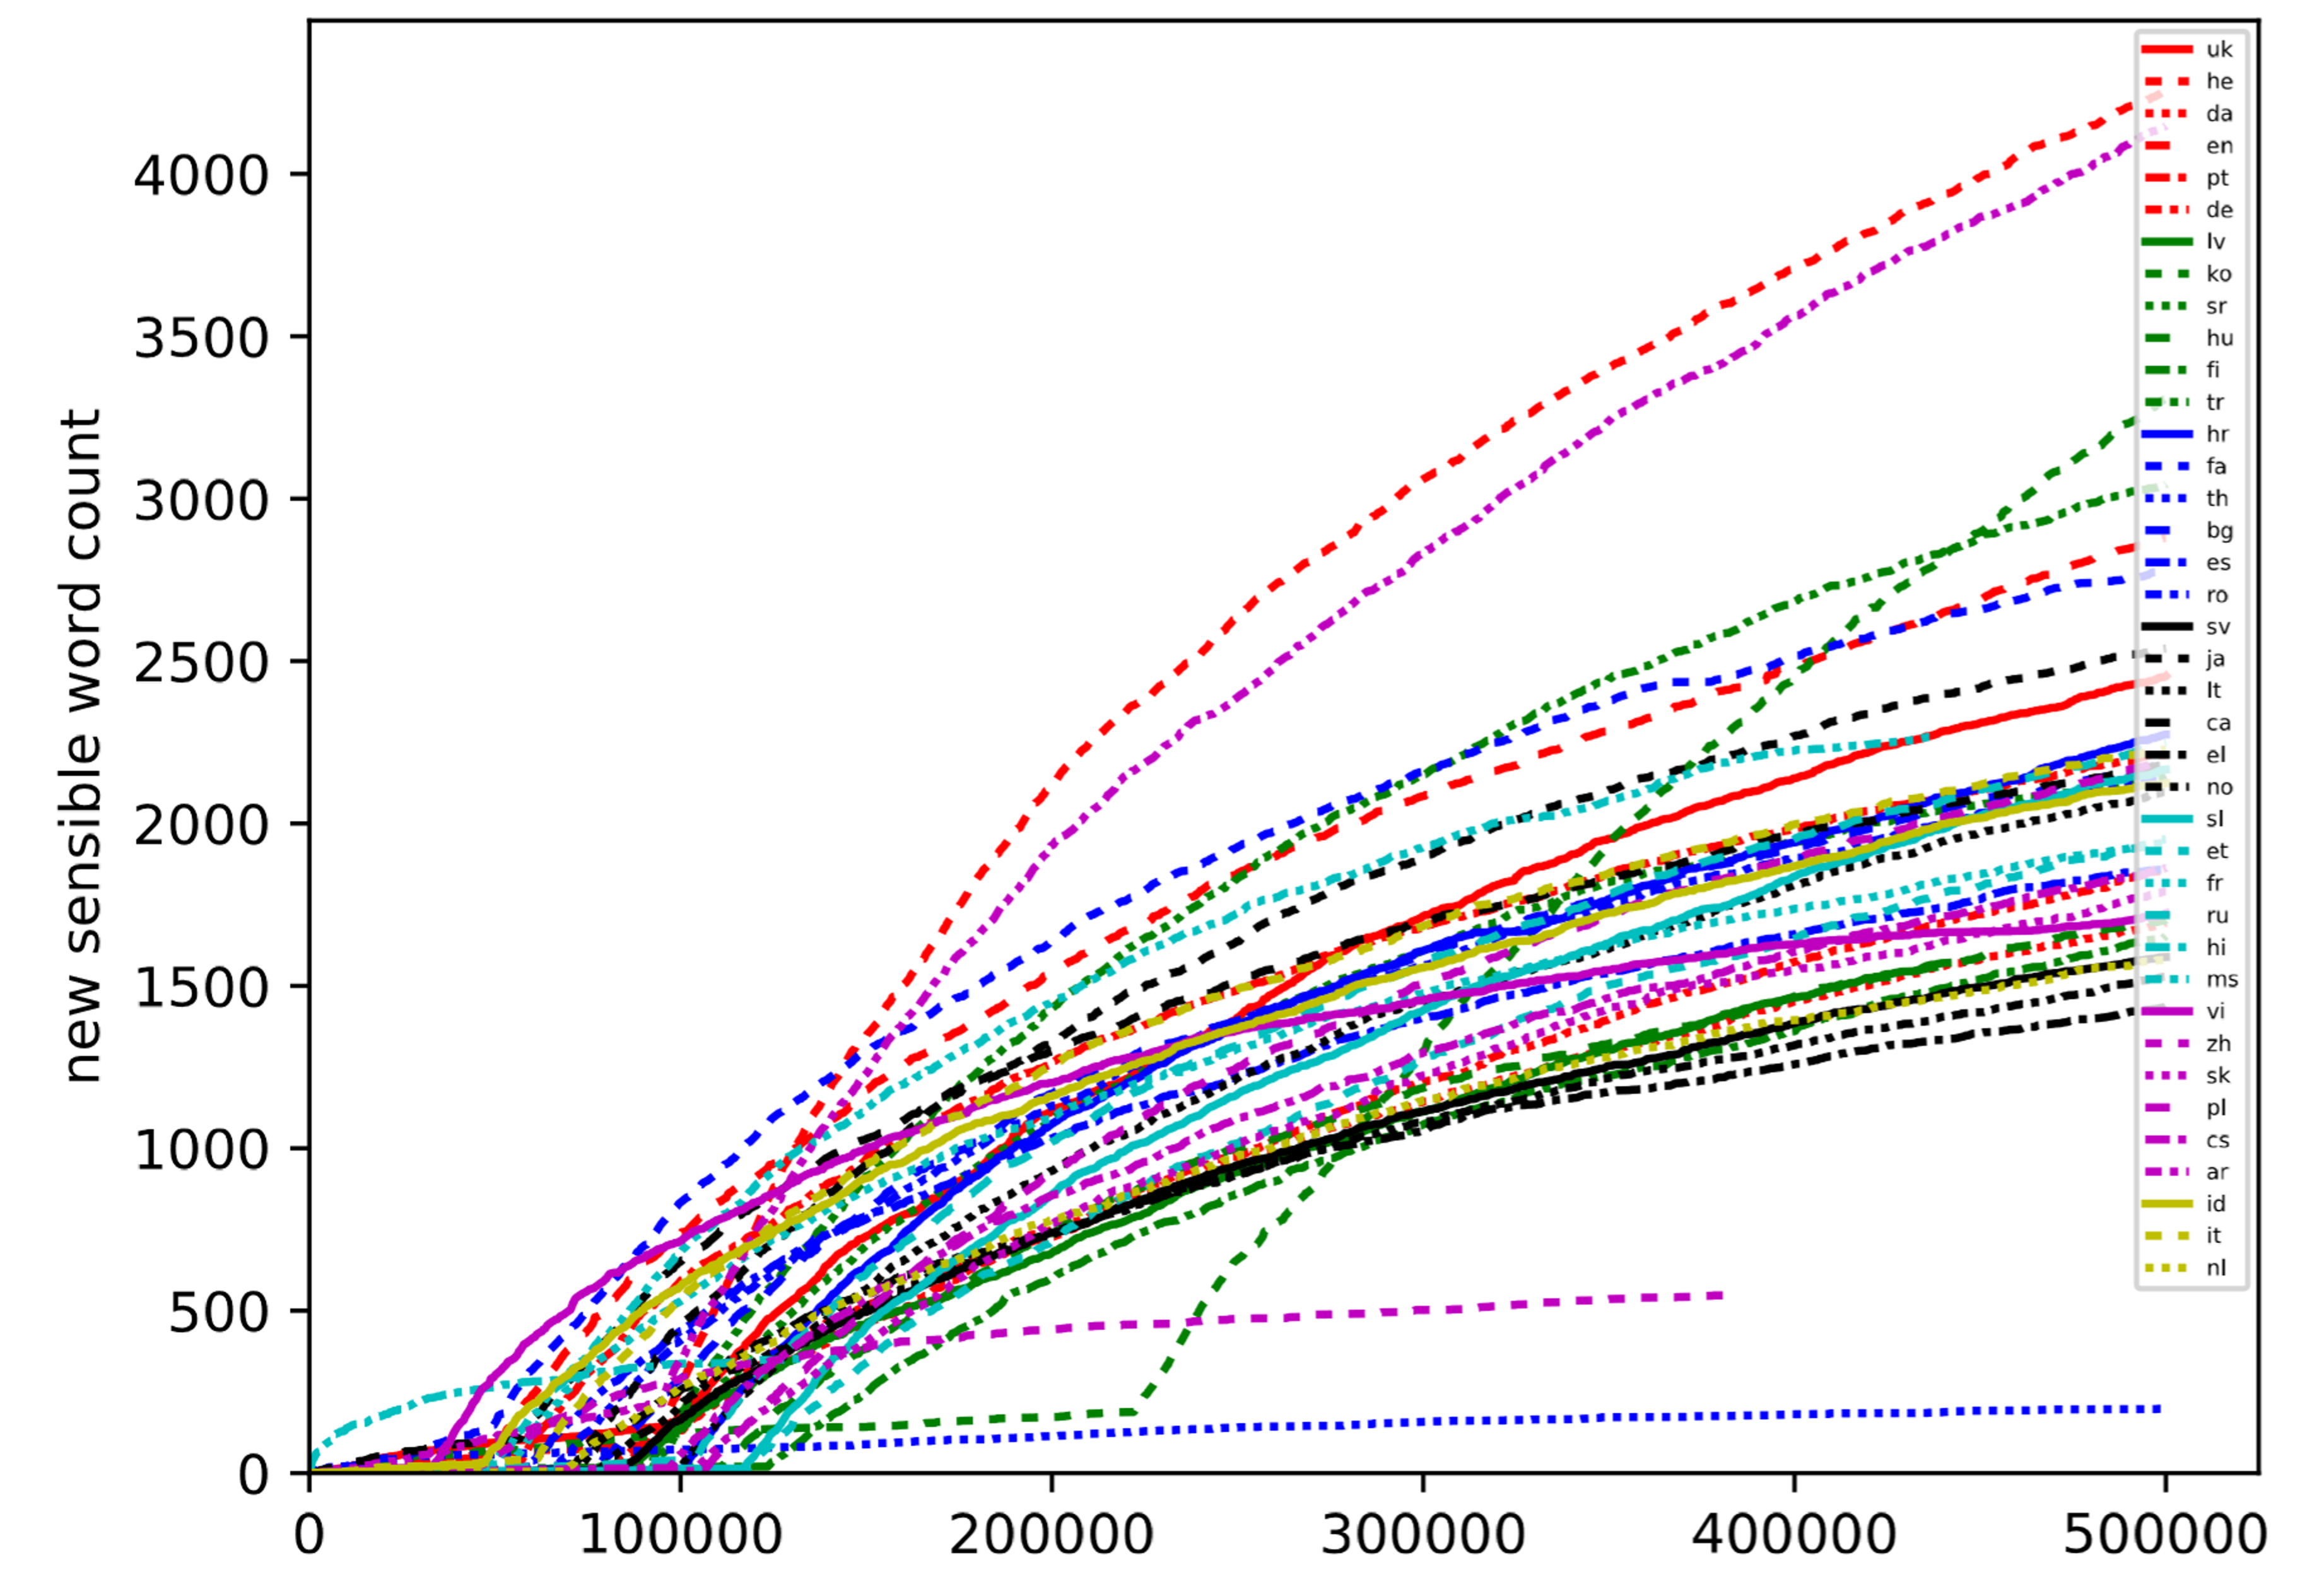 new sensible word count
4000
3500
3000
2500
2000
1500
1000
500
0
0
100000
200000
300000
400000
500000
uk
he
da
en
pt
de
lv
ko
sr
hu
fi
tr
hr
fa
th
bg
es
ro
sv
ja
lt
ca
el
no
sl
et
fr
ru
hi
ms
vi
zh
sk
pl
cs
ar
id
it
nl